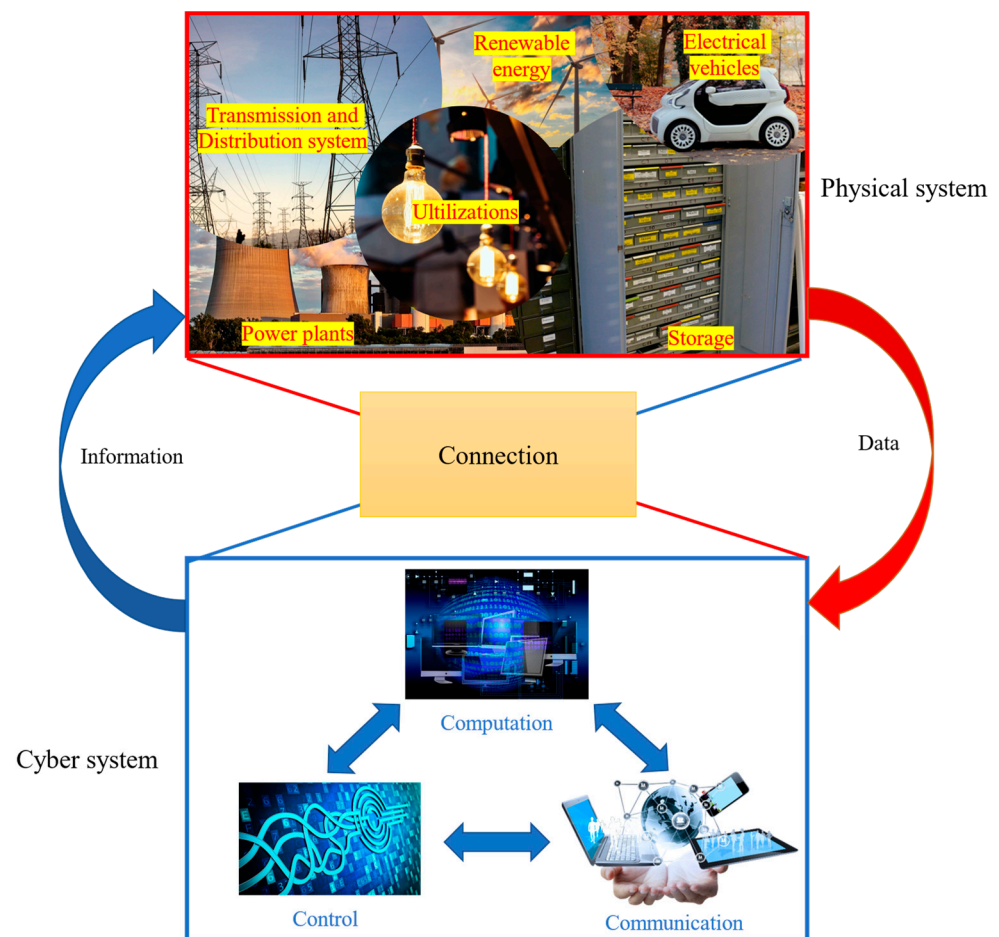 Renewable
energy
Electrical
vehicles
Transmission and
Distribution system
Ultilizations
Physical system
Power plants
Storage
Information
Connection
Data
Computation
Cyber system
Control
Communication